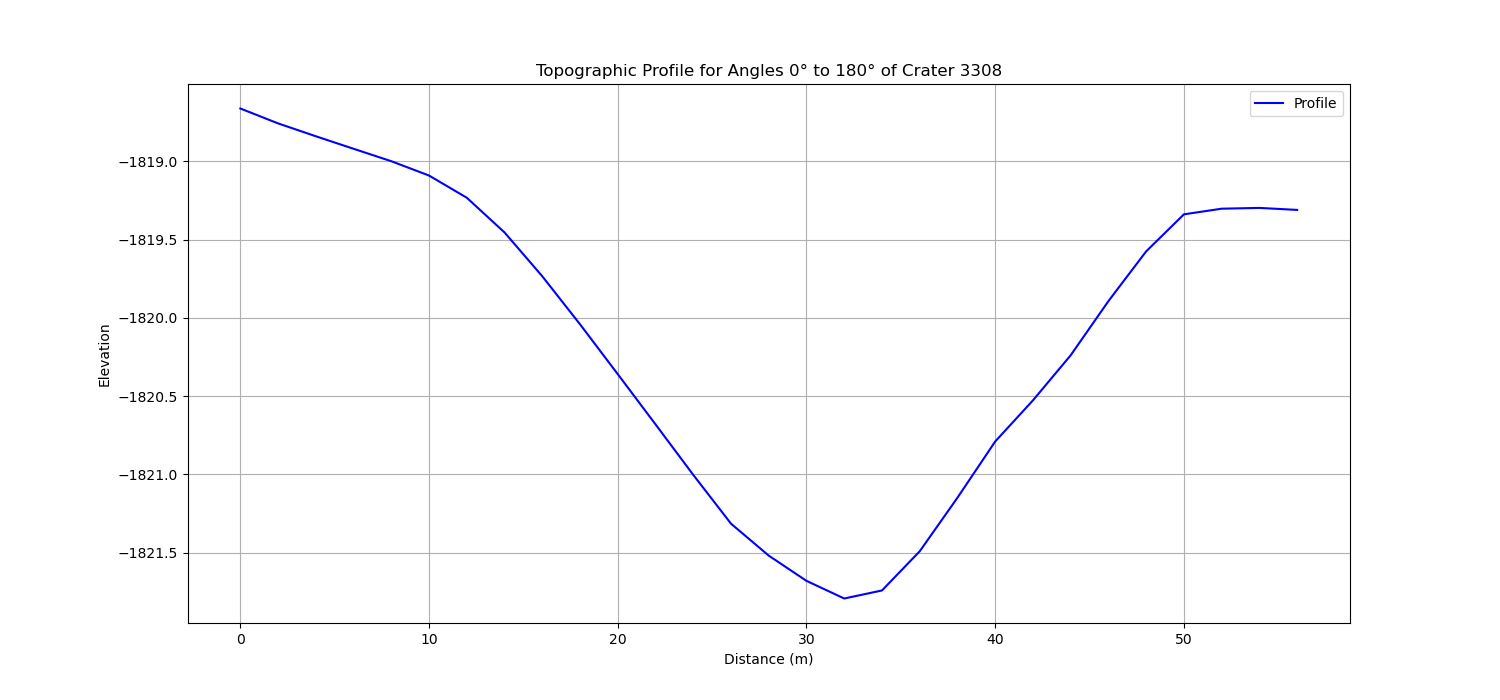 Topographic Profile for Angles 0° to 180° of Crater 3308
Profile
−1819.0
−1819.5
−1820.0
−1820.5
−1821.0
−1821.5
Elevation
0 10 20 30 40 50
Distance (m)